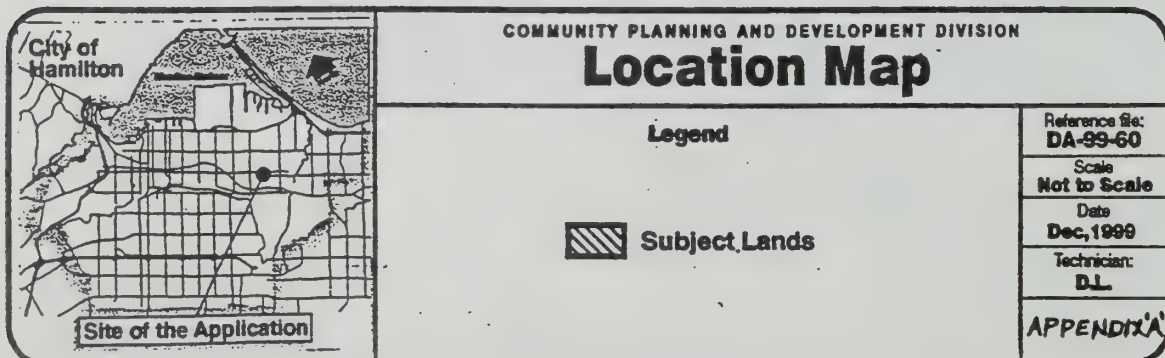 City of
Hamilton
Site of the Application
COMMUNITY PLANNING AND DEVELOPMENT DIVISION
Location Map
Legend
Subject Lands
Reference file:
DA-99-60
Scale
Not to Scale
Date
Dec, 1999
Technician:
D.L.
APPENDIX 'A'